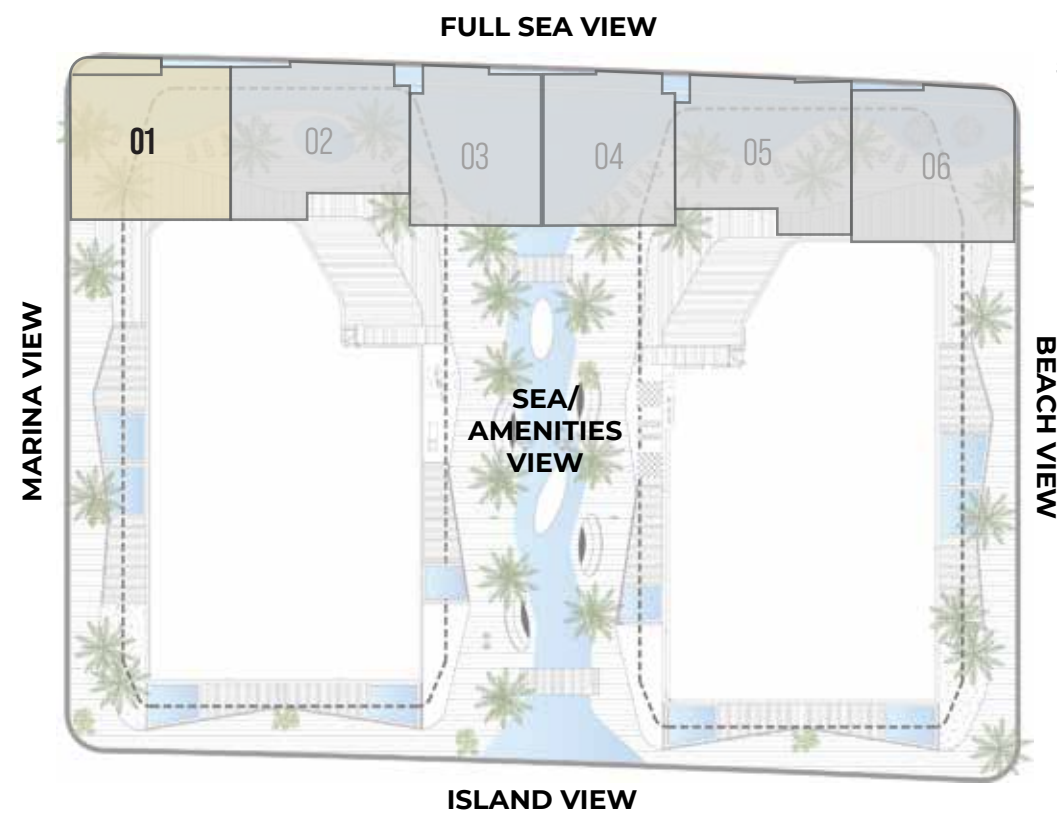 FULL SEA VIEW
01
02
03
04
05
06
MARINA VIEW
SEA/
AMENITIES
VIEW
BEACH VIEW
ISLAND VIEW